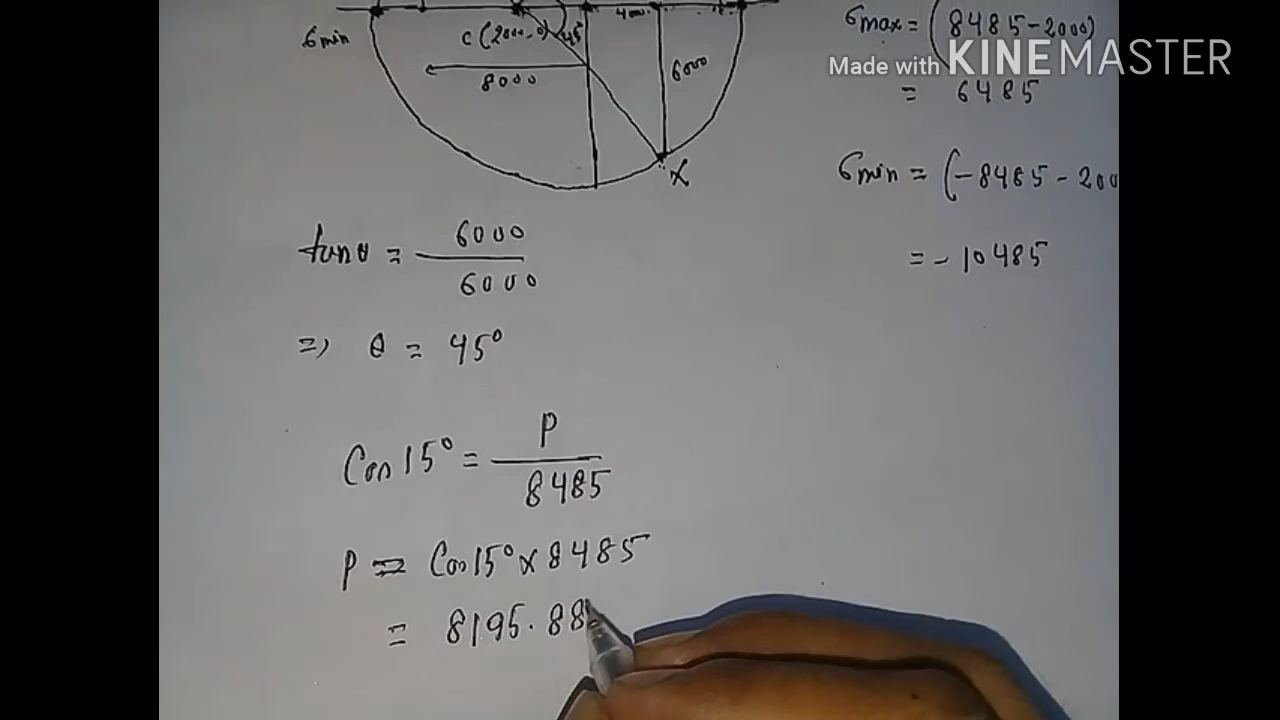 4000
σmin
C (2000,0)
45
8000
6000
X
tanθ = 6000
6000
=> θ = 45°
Cos 15° = P
8485
P = Cos 15° x 8485
= 8195.88
σmax = (8485-2000)
= 6485
σmin = (-8485 - 200
= - 10485
Made with KINEMASTER